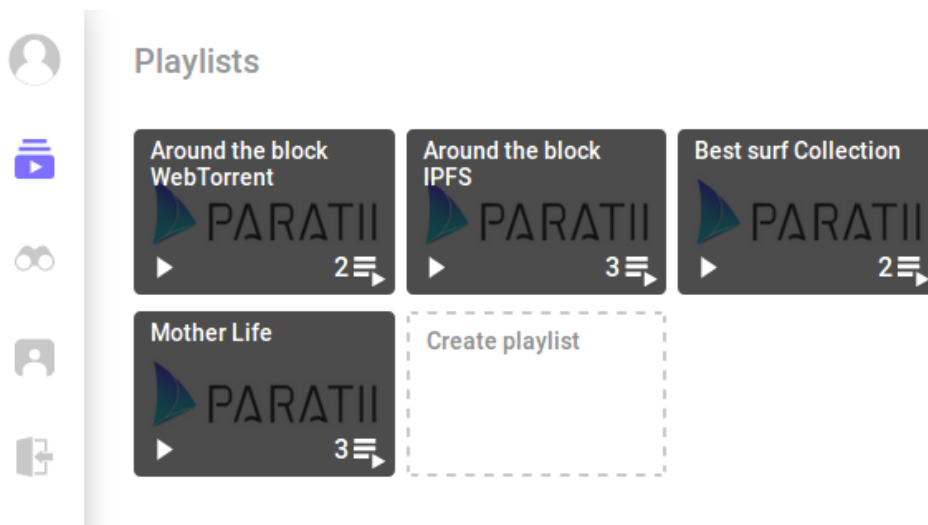 Playlists
Around the block
WebTorrent
PARATII
2
Around the block
IPFS
PARATII
3
Best surf Collection
PARATII
2
Mother Life
PARATII
3
Create playlist